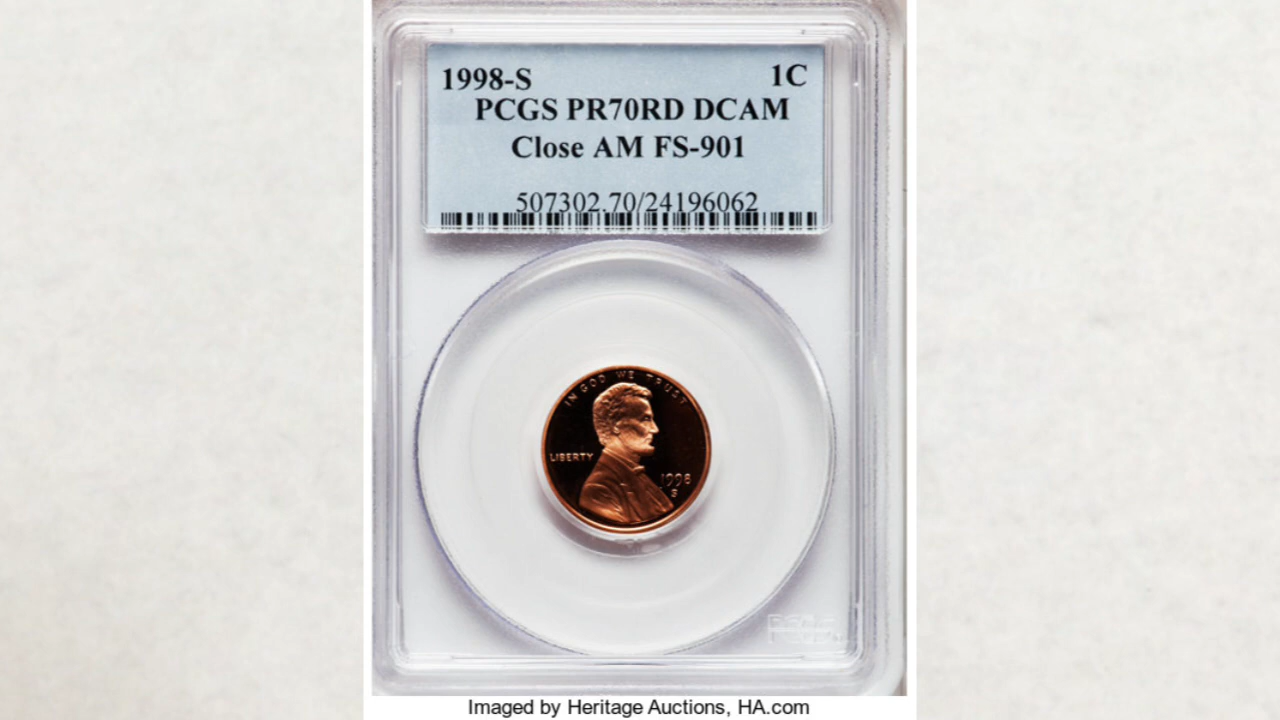 1998-S 1C
PCGS PR70RD DCAM
Close AM FS-901
507302.70/24196062
IN GOD WE TRUST
LIBERTY
1998
S
Imaged by Heritage Auctions, HA.com